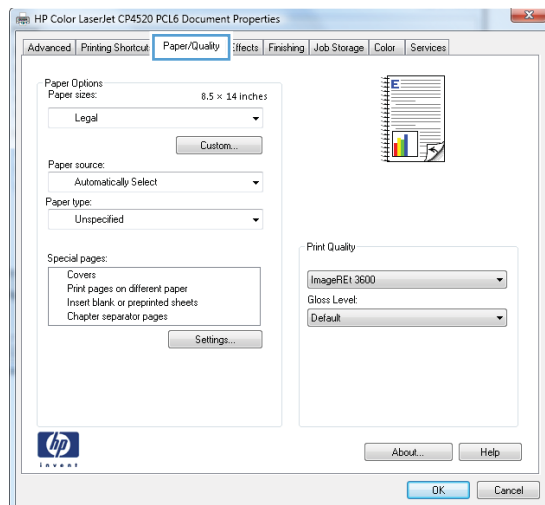 HP Color LaserJet CP4520 PCL6 Document Properties
Advanced Printing Shortcut Paper/Quality ffects Finishing Job Storage Color Services
Paper Options
Paper sizes: 8.5 × 14 inches
Legal
Custom...
Paper source:
Automatically Select
Paper type:
Unspecified
Special pages:
Covers
Print pages on different paper
Insert blank or preprinted sheets
Chapter separator pages
Settings...
E
Print Quality
ImageREt 3600
Gloss Level:
Default
hp
invent
About... Help
OK Cancel